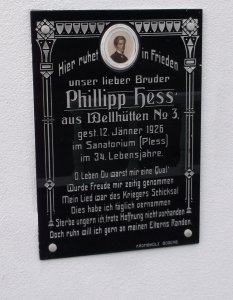 Hier ruhet in Frieden
unser lieber Bruder
Phillipp Hess
aus Wellhütten No 3.
gest. 12. Jänner 1926
im Sanatorium (Pless)
im 34. Lebensjahre.
O Leben Du warst mir eine Qual
Wurde Freude mir zeitig genommen
Mein Lied war des Kriegers Schicksal
Dies habe ich täglich vernommen
Sterbe ungern ist trotz Hoffnung nicht vorhanden
Doch ruhn will ich gern an meinen Elterns Randen.